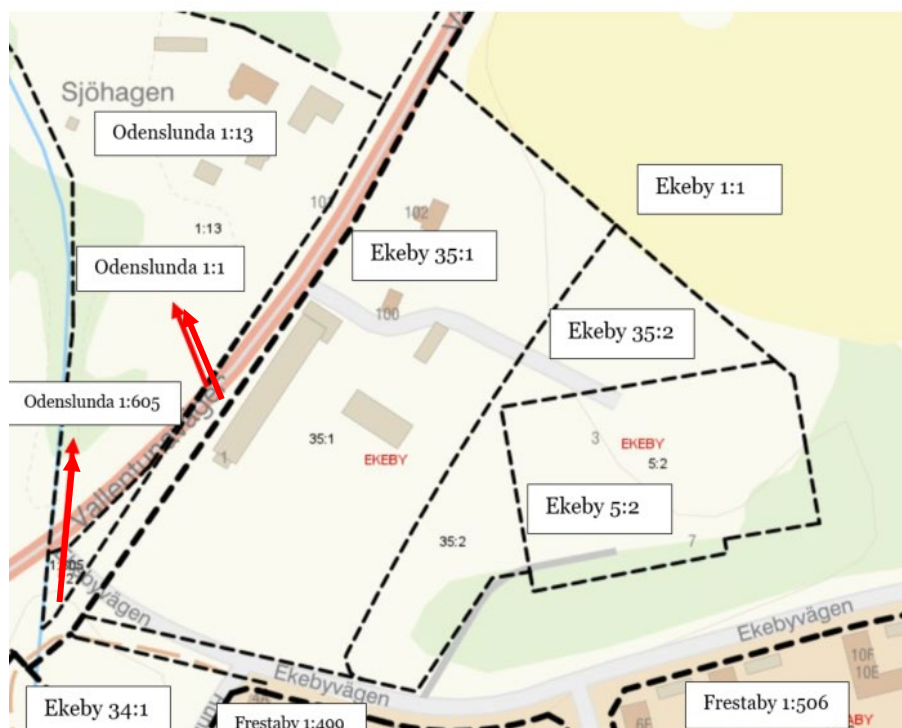 Sjöhagen
Odenslunda 1:13
Ekeby 1:1
101
102
1:13
Ekeby 35:1
Odenslunda 1:1
100
Ekeby 35:2
Odenslunda 1:605
Vallentunavägen
35:1
EKEBY
1
3
EKEBY
5:2
Ekeby 5:2
35:2
7
Ekebyvägen
Ekebyvägen
Ekebyvägen
10F
10E
Ekeby 34:1
Frestaby 1:499
Frestaby 1:506
6F